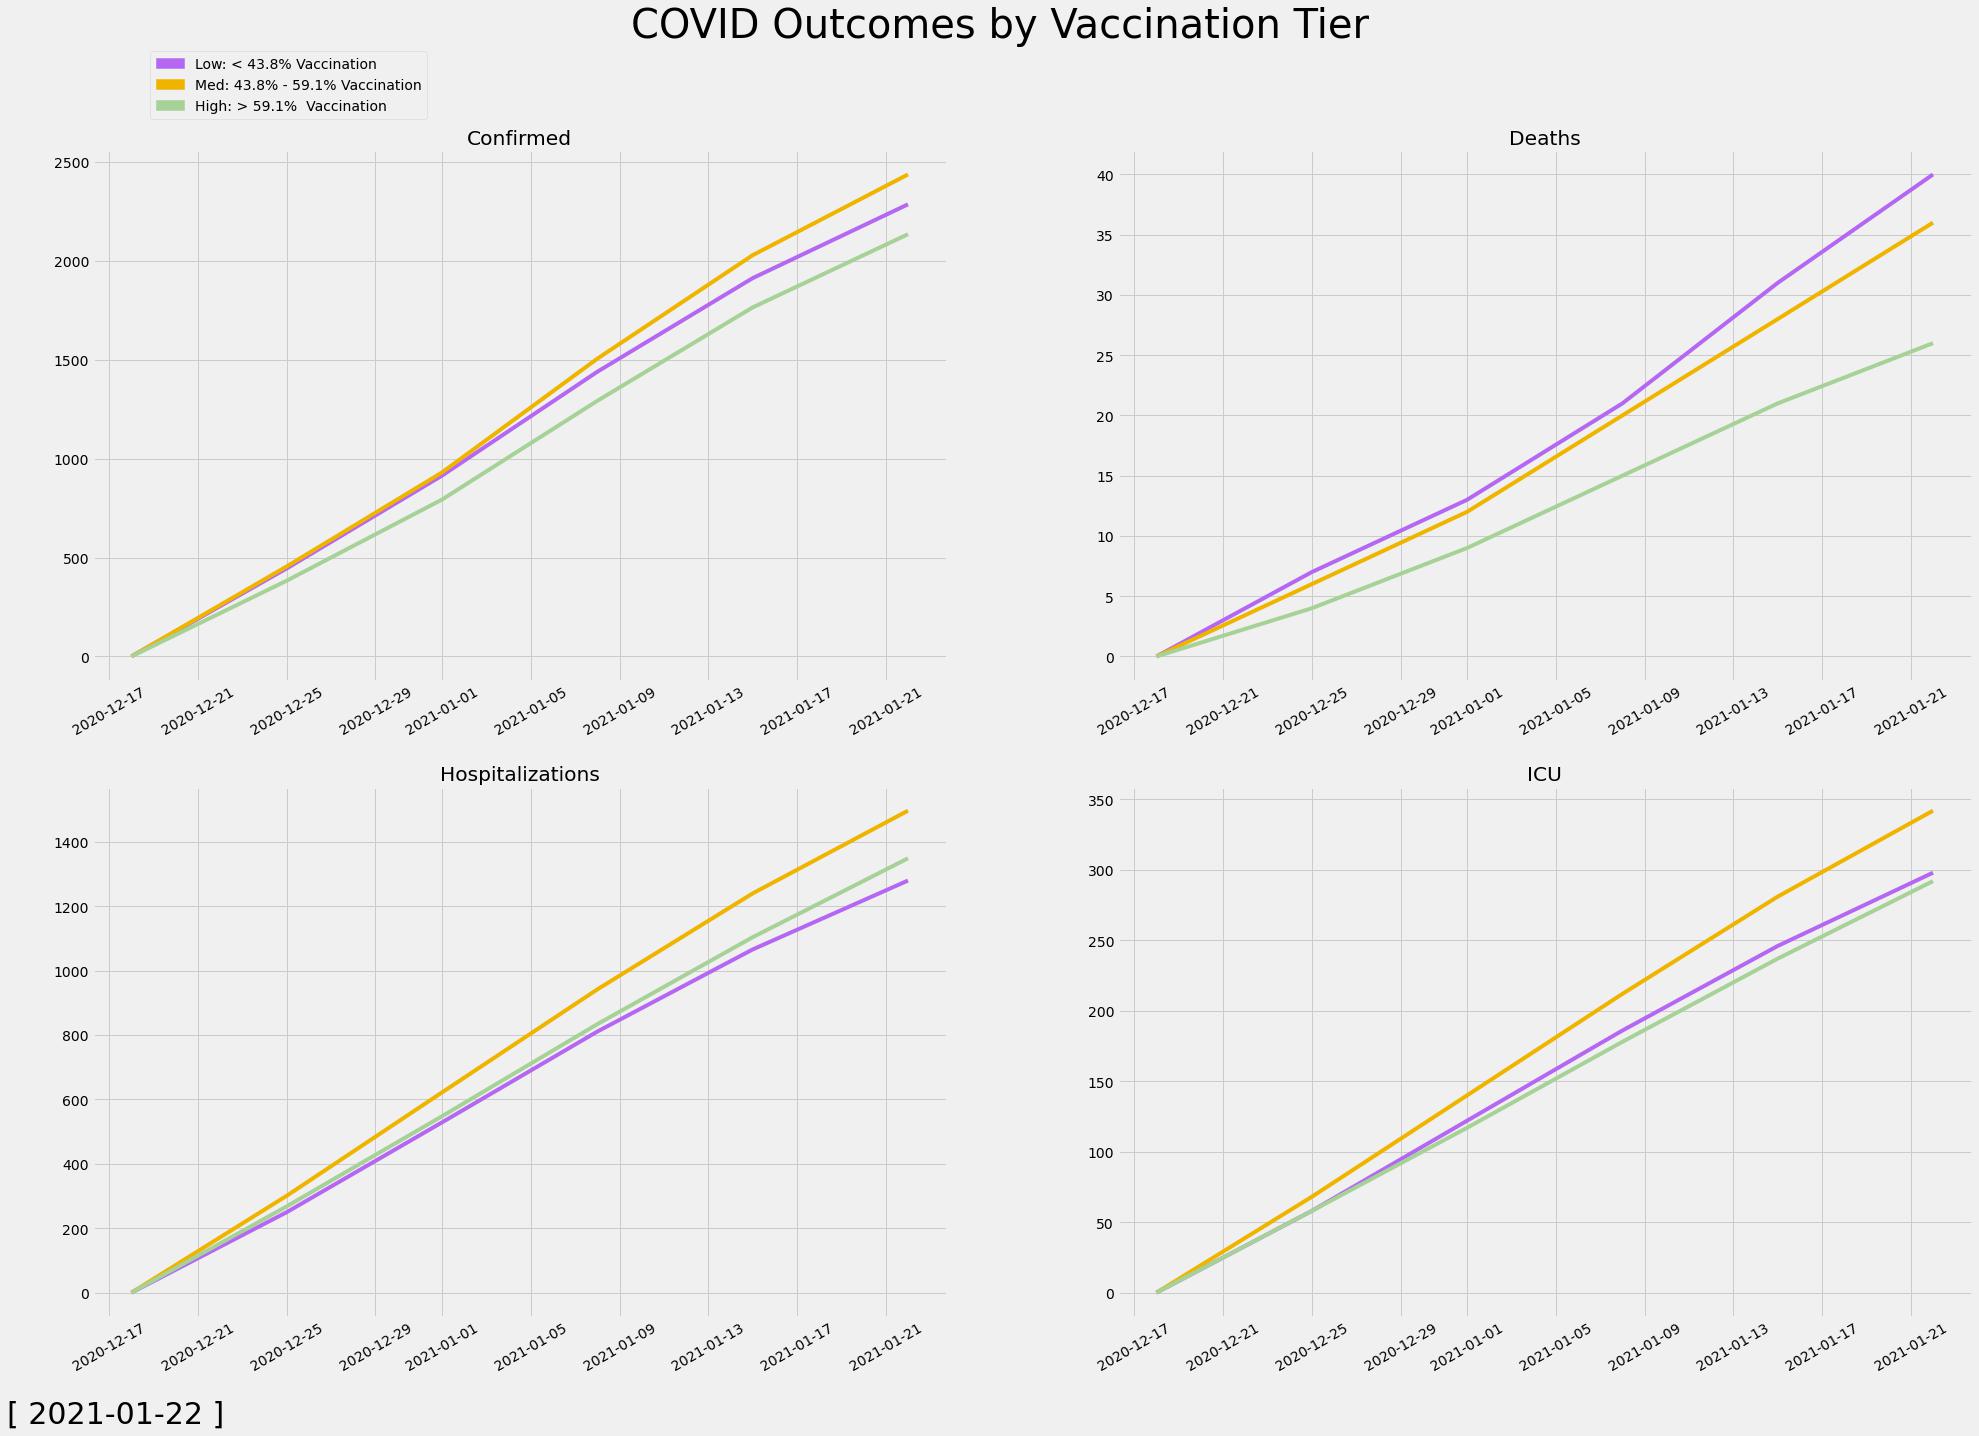 COVID Outcomes by Vaccination Tier
Low: < 43.8% Vaccination
Med: 43.8% - 59.1% Vaccination
High: > 59.1%  Vaccination
Confirmed
2500
2000
1500
1000
500
0
2020-12-17 2020-12-21 2020-12-25 2020-12-29 2021-01-01 2021-01-05 2021-01-09 2021-01-13 2021-01-17 2021-01-21
Deaths
40
35
30
25
20
15
10
5
0
2020-12-17 2020-12-21 2020-12-25 2020-12-29 2021-01-01 2021-01-05 2021-01-09 2021-01-13 2021-01-17 2021-01-21
Hospitalizations
1400
1200
1000
800
600
400
200
0
2020-12-17 2020-12-21 2020-12-25 2020-12-29 2021-01-01 2021-01-05 2021-01-09 2021-01-13 2021-01-17 2021-01-21
ICU
350
300
250
200
150
100
50
0
2020-12-17 2020-12-21 2020-12-25 2020-12-29 2021-01-01 2021-01-05 2021-01-09 2021-01-13 2021-01-17 2021-01-21
[ 2021-01-22 ]